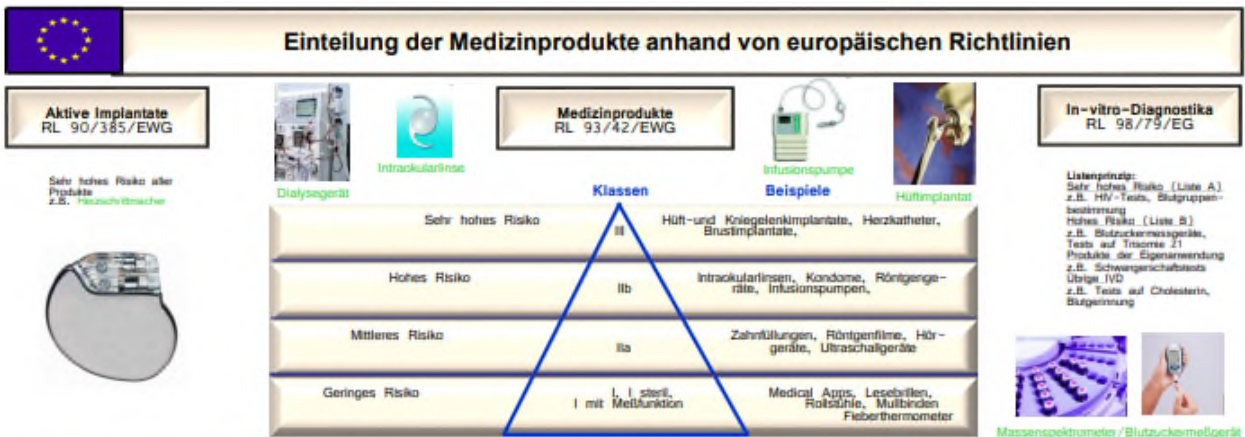 Einteilung der Medizinprodukte anhand von europäischen Richtlinien
Aktive Implantate
RL 90/385/EWG
Sehr hohes Risiko aller
Produkte
z.B. Herzschrittmacher
Dialysegerät
Intraokularlinse
Medizinprodukte
RL 93/42/EWG
Infusionspumpe
Hüftimplantat
Klassen
Beispiele
Sehr hohes Risiko
III
Hüft-und Kniegelenkimplantate, Herzkatheter,
Brustimplantate,
Hohes Risiko
IIb
Intraokularlinsen, Kondome, Röntgenge-
räte, Infusionspumpen,
Mittleres Risiko
IIa
Zahnfüllungen, Röntgenfilme, Hör-
geräte, Ultraschallgeräte
Geringes Risiko
I, I steril,
I mit Meßfunktion
Medical Apps, Lesebrillen,
Rollstühle, Mullbinden
Fieberthermometer
In-vitro-Diagnostika
RL 98/79/EG
Listenprinzip:
Sehr hohes Risiko (Liste A)
z.B. HIV-Tests, Blutgruppen-
bestimmung
Hohes Risiko (Liste B)
z.B. Blutzuckermessgeräte,
Tests auf Trisomie 21
Produkte der Eigenanwendung
z.B. Schwangerschaftstests
Übrige IVD
z.B. Tests auf Cholesterin,
Blutgerinnung
Massenspektrometer/Blutzuckermeßgerät